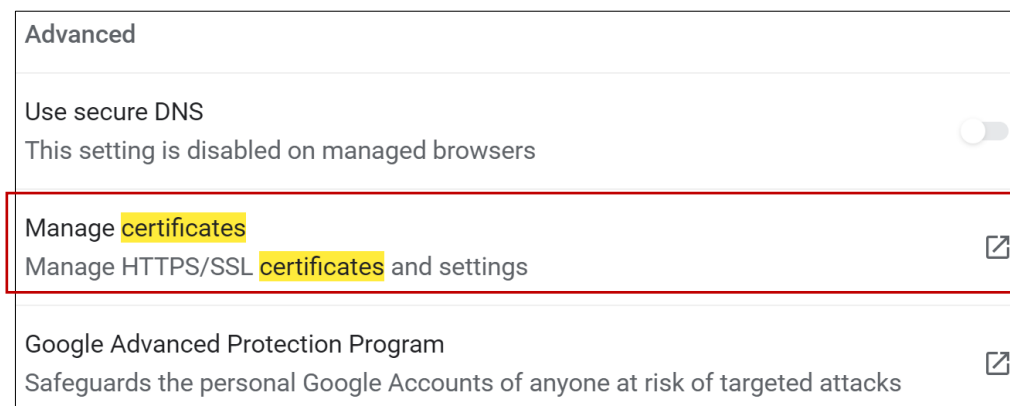 Advanced
Use secure DNS
This setting is disabled on managed browsers
Manage certificates
Manage HTTPS/SSL certificates and settings
Google Advanced Protection Program
Safeguards the personal Google Accounts of anyone at risk of targeted attacks